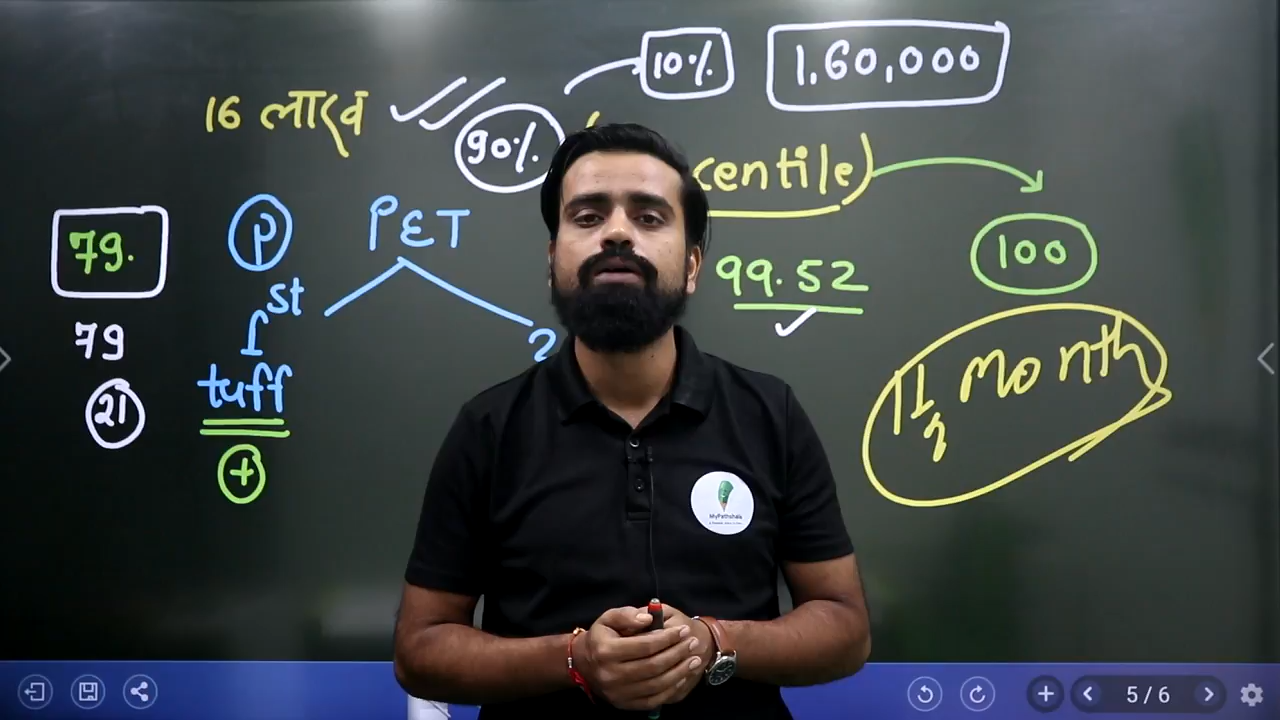 10% 1,60,000
16 लाख 90%
centile) 100
79. P PET 99.52
79 Ist 2
21 tuff 1 1/2 month
+
MyPathshala
5/6